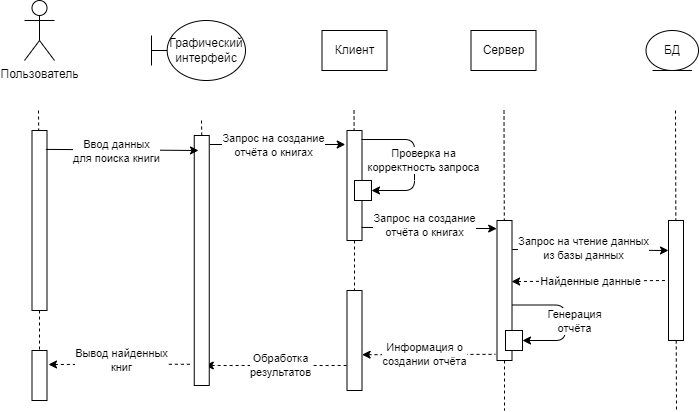 Пользователь
Графический
интерфейс
Клиент
Сервер
БД
Ввод данных
для поиска книги
Запрос на создание
отчёта о книгах
Проверка на
корректность запроса
Запрос на создание
отчёта о книгах
Запрос на чтение данных
из базы данных
Найденные данные
Генерация
отчёта
Информация о
создании отчёта
Обработка
результатов
Вывод найденных
книг